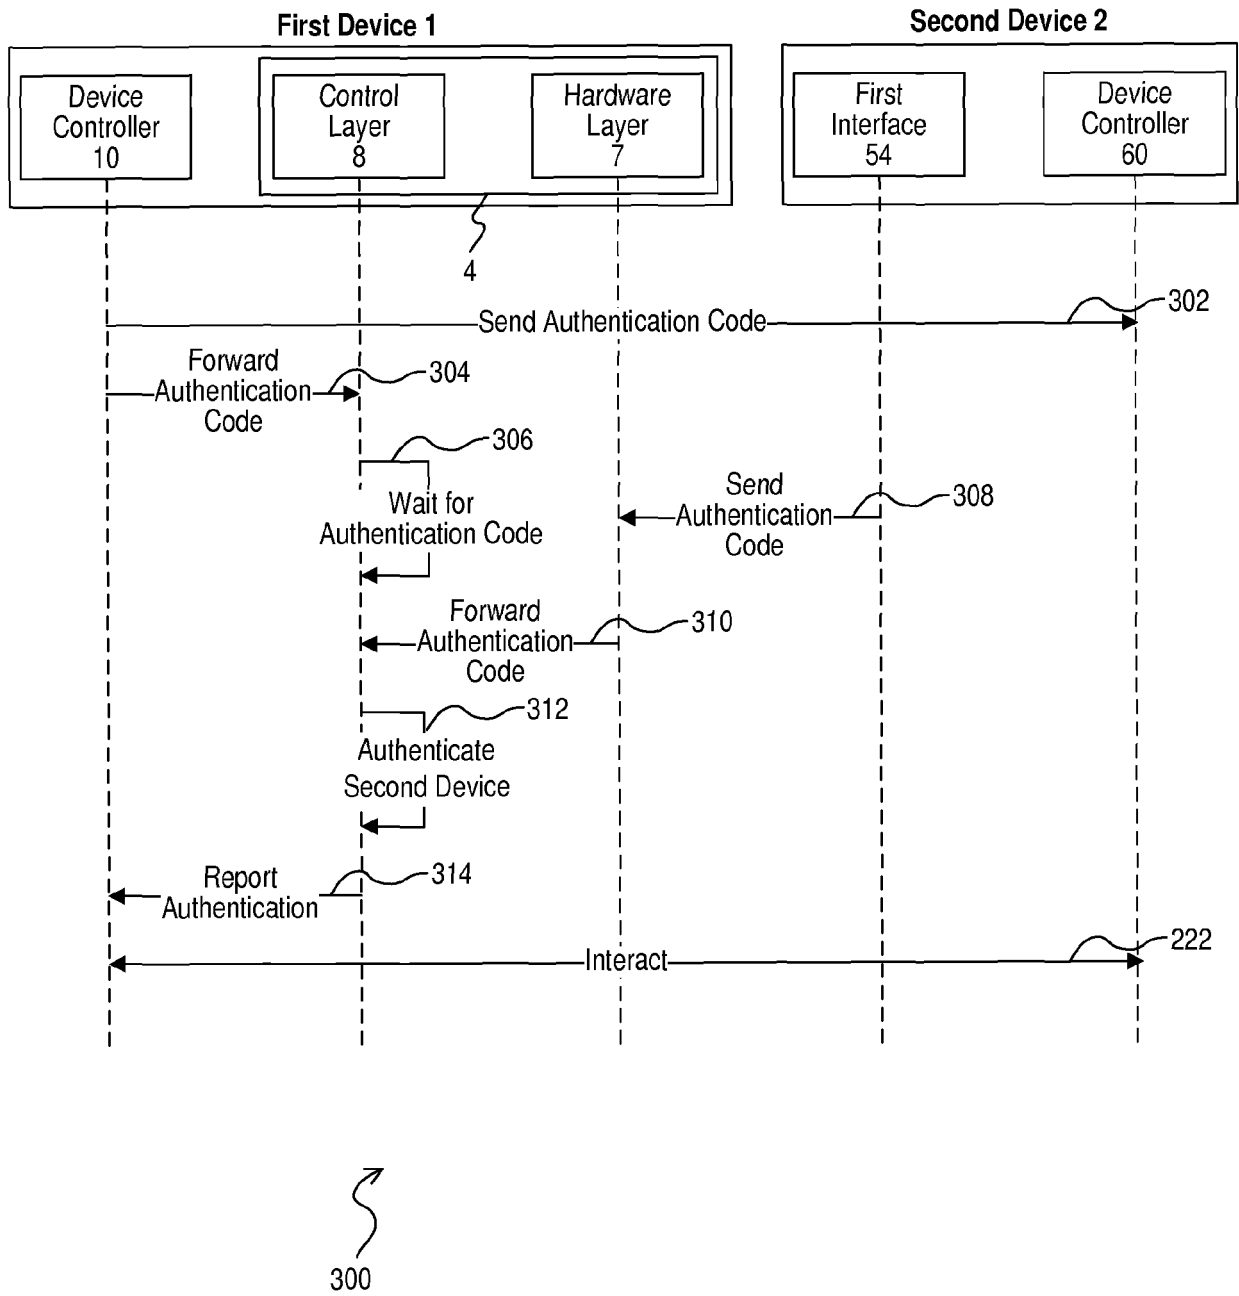 First Device 1
Second Device 2
Device
Controller
10
Control
Layer
8
Hardware
Layer
7
First
Interface
54
Device
Controller
60
4
Send Authentication Code
302
Forward
Authentication
Code
304
306
Wait for
Authentication Code
Send
Authentication
Code
308
Forward
Authentication
Code
310
312
Authenticate
Second Device
Report
Authentication
314
Interact
222
300